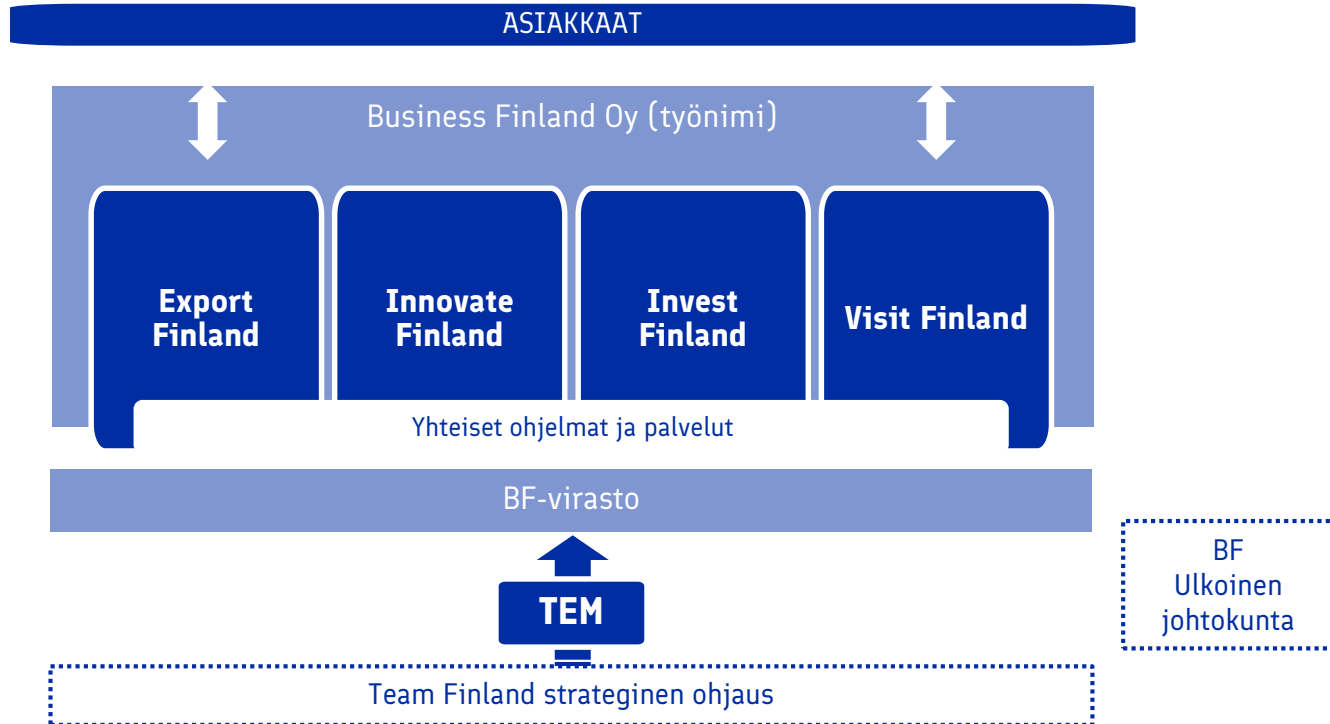 ASIAKKAAT
Business Finland Oy (työnimi)
Export
Finland
Innovate
Finland
Invest
Finland
Visit Finland
Yhteiset ohjelmat ja palvelut
BF-virasto
BF
Ulkoinen
johtokunta
TEM
Team Finland strateginen ohjaus